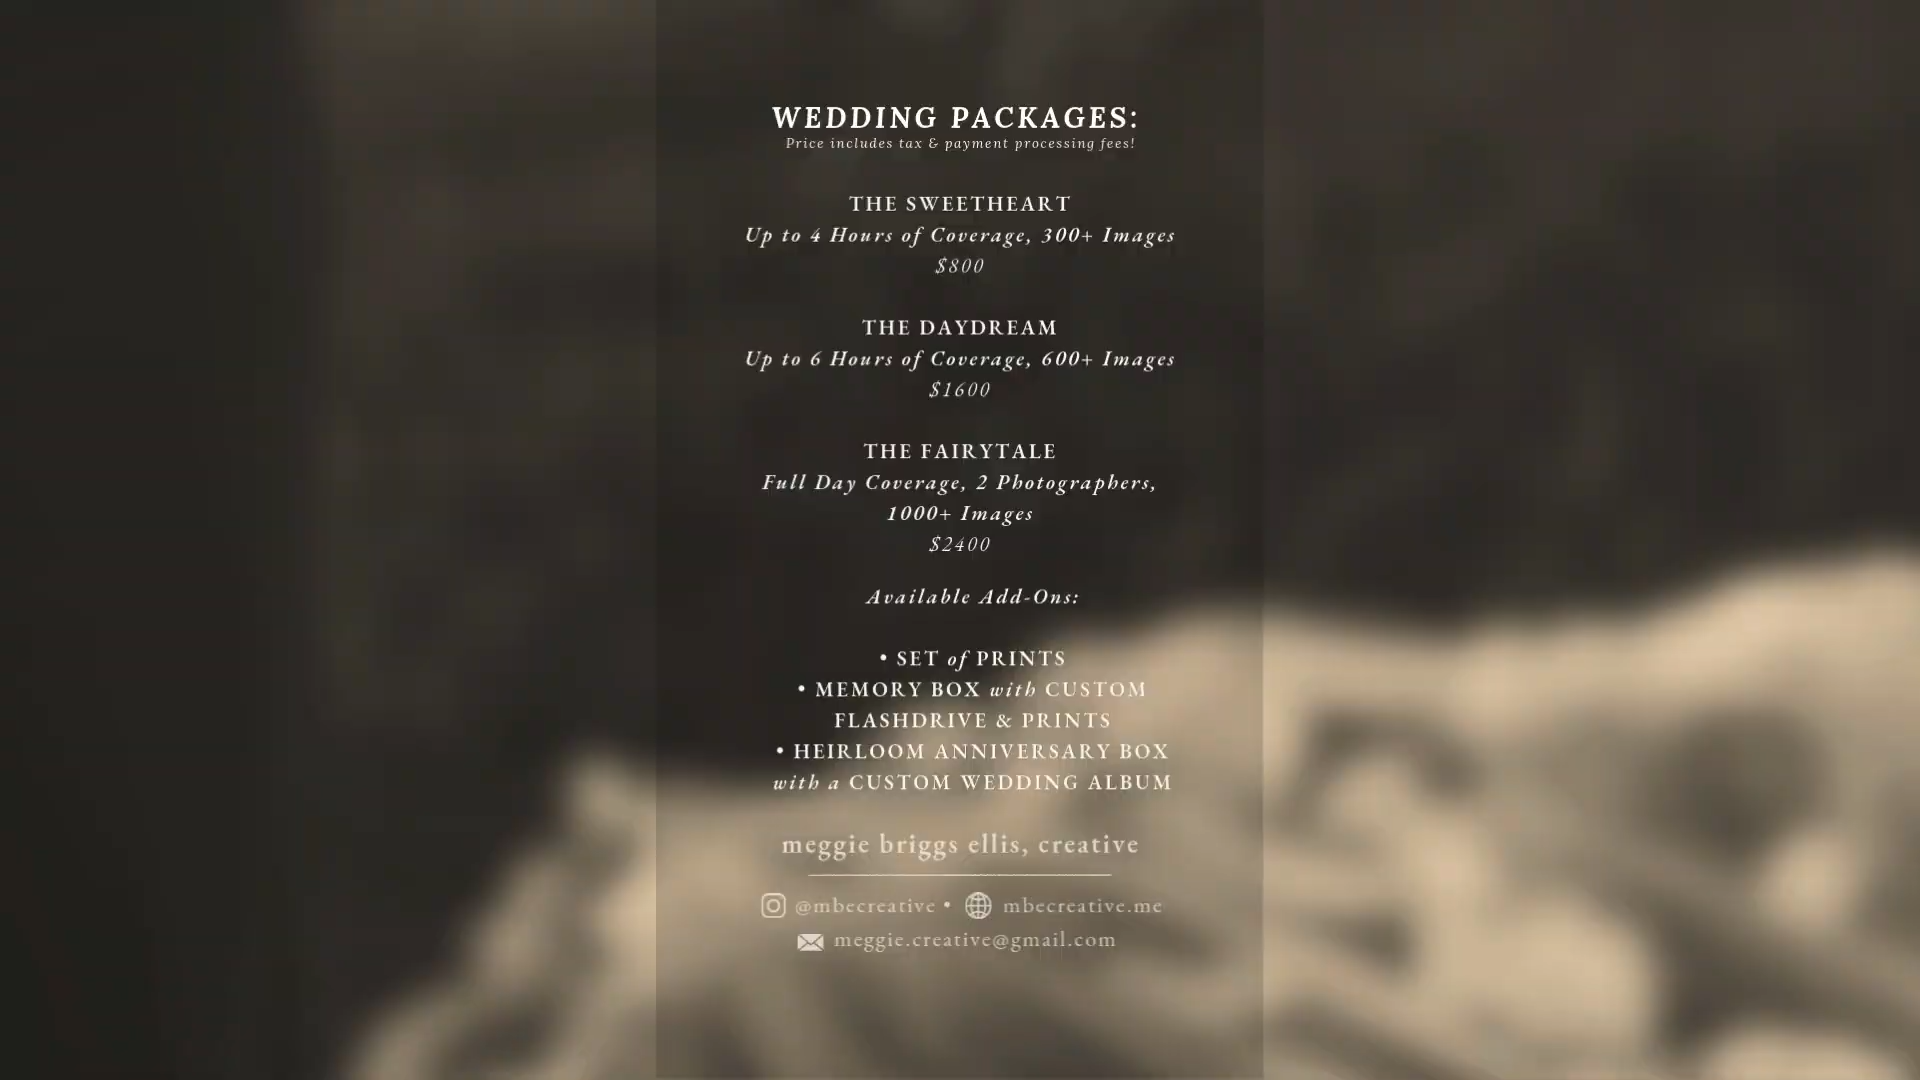 WEDDING PACKAGES:
Price includes tax & payment processing fees!
THE SWEETHEART
Up to 4 Hours of Coverage, 300+ Images
$800
THE DAYDREAM
Up to 6 Hours of Coverage, 600+ Images
$1600
THE FAIRYTALE
Full Day Coverage, 2 Photographers,
1000+ Images
$2400
Available Add-Ons:
• SET of PRINTS
• MEMORY BOX with CUSTOM
FLASHDRIVE & PRINTS
• HEIRLOOM ANNIVERSARY BOX
with a CUSTOM WEDDING ALBUM
meggie briggs ellis, creative
@mbecreative • mbecreative.me
meggie.creative@gmail.com